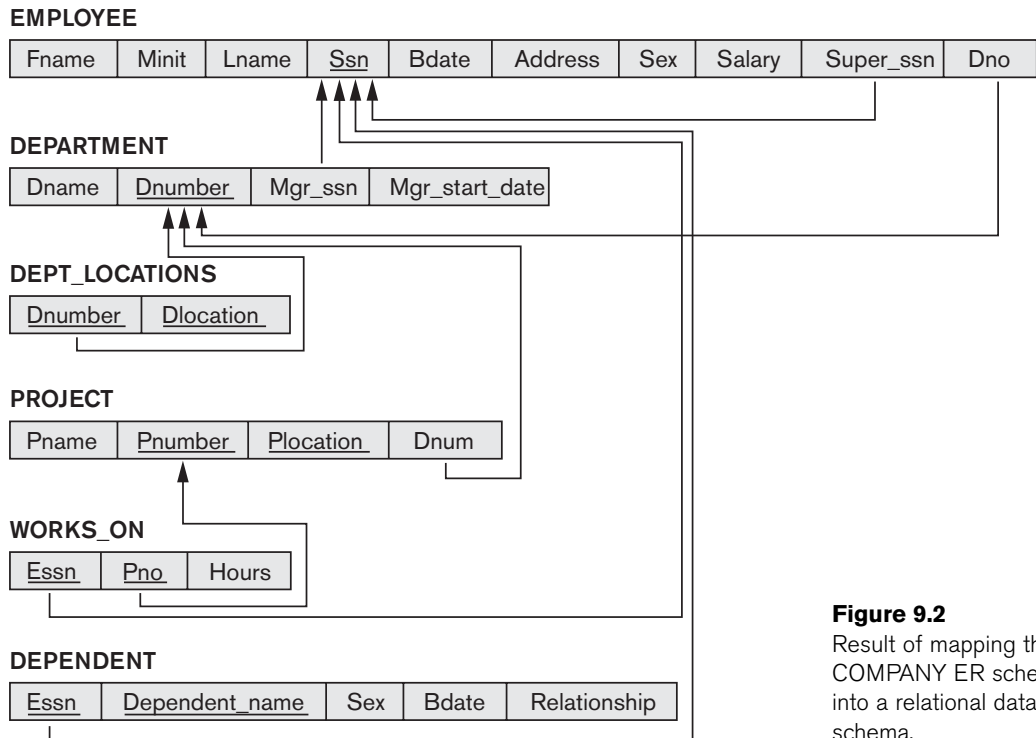 EMPLOYEE
Fname Minit Lname Ssn Bdate Address Sex Salary Super_ssn Dno
DEPARTMENT
Dname Dnumber Mgr_ssn Mgr_start_date
DEPT_LOCATIONS
Dnumber Dlocation
PROJECT
Pname Pnumber Plocation Dnum
WORKS_ON
Essn Pno Hours
DEPENDENT
Essn Dependent_name Sex Bdate Relationship
Figure 9.2
Result of mapping th
COMPANY ER sche
into a relational data
schema.